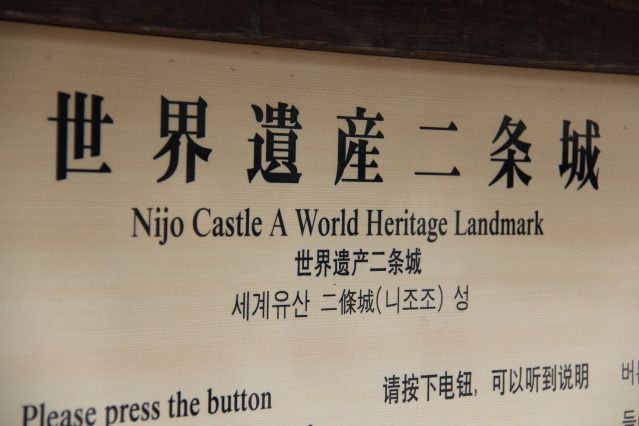 世界遺産二条城
Nijo Castle A World Heritage Landmark
世界遗产二条城
세계유산 二條城(니조조) 성
Please press the button
请按下电钮，可以听到说明
버튼